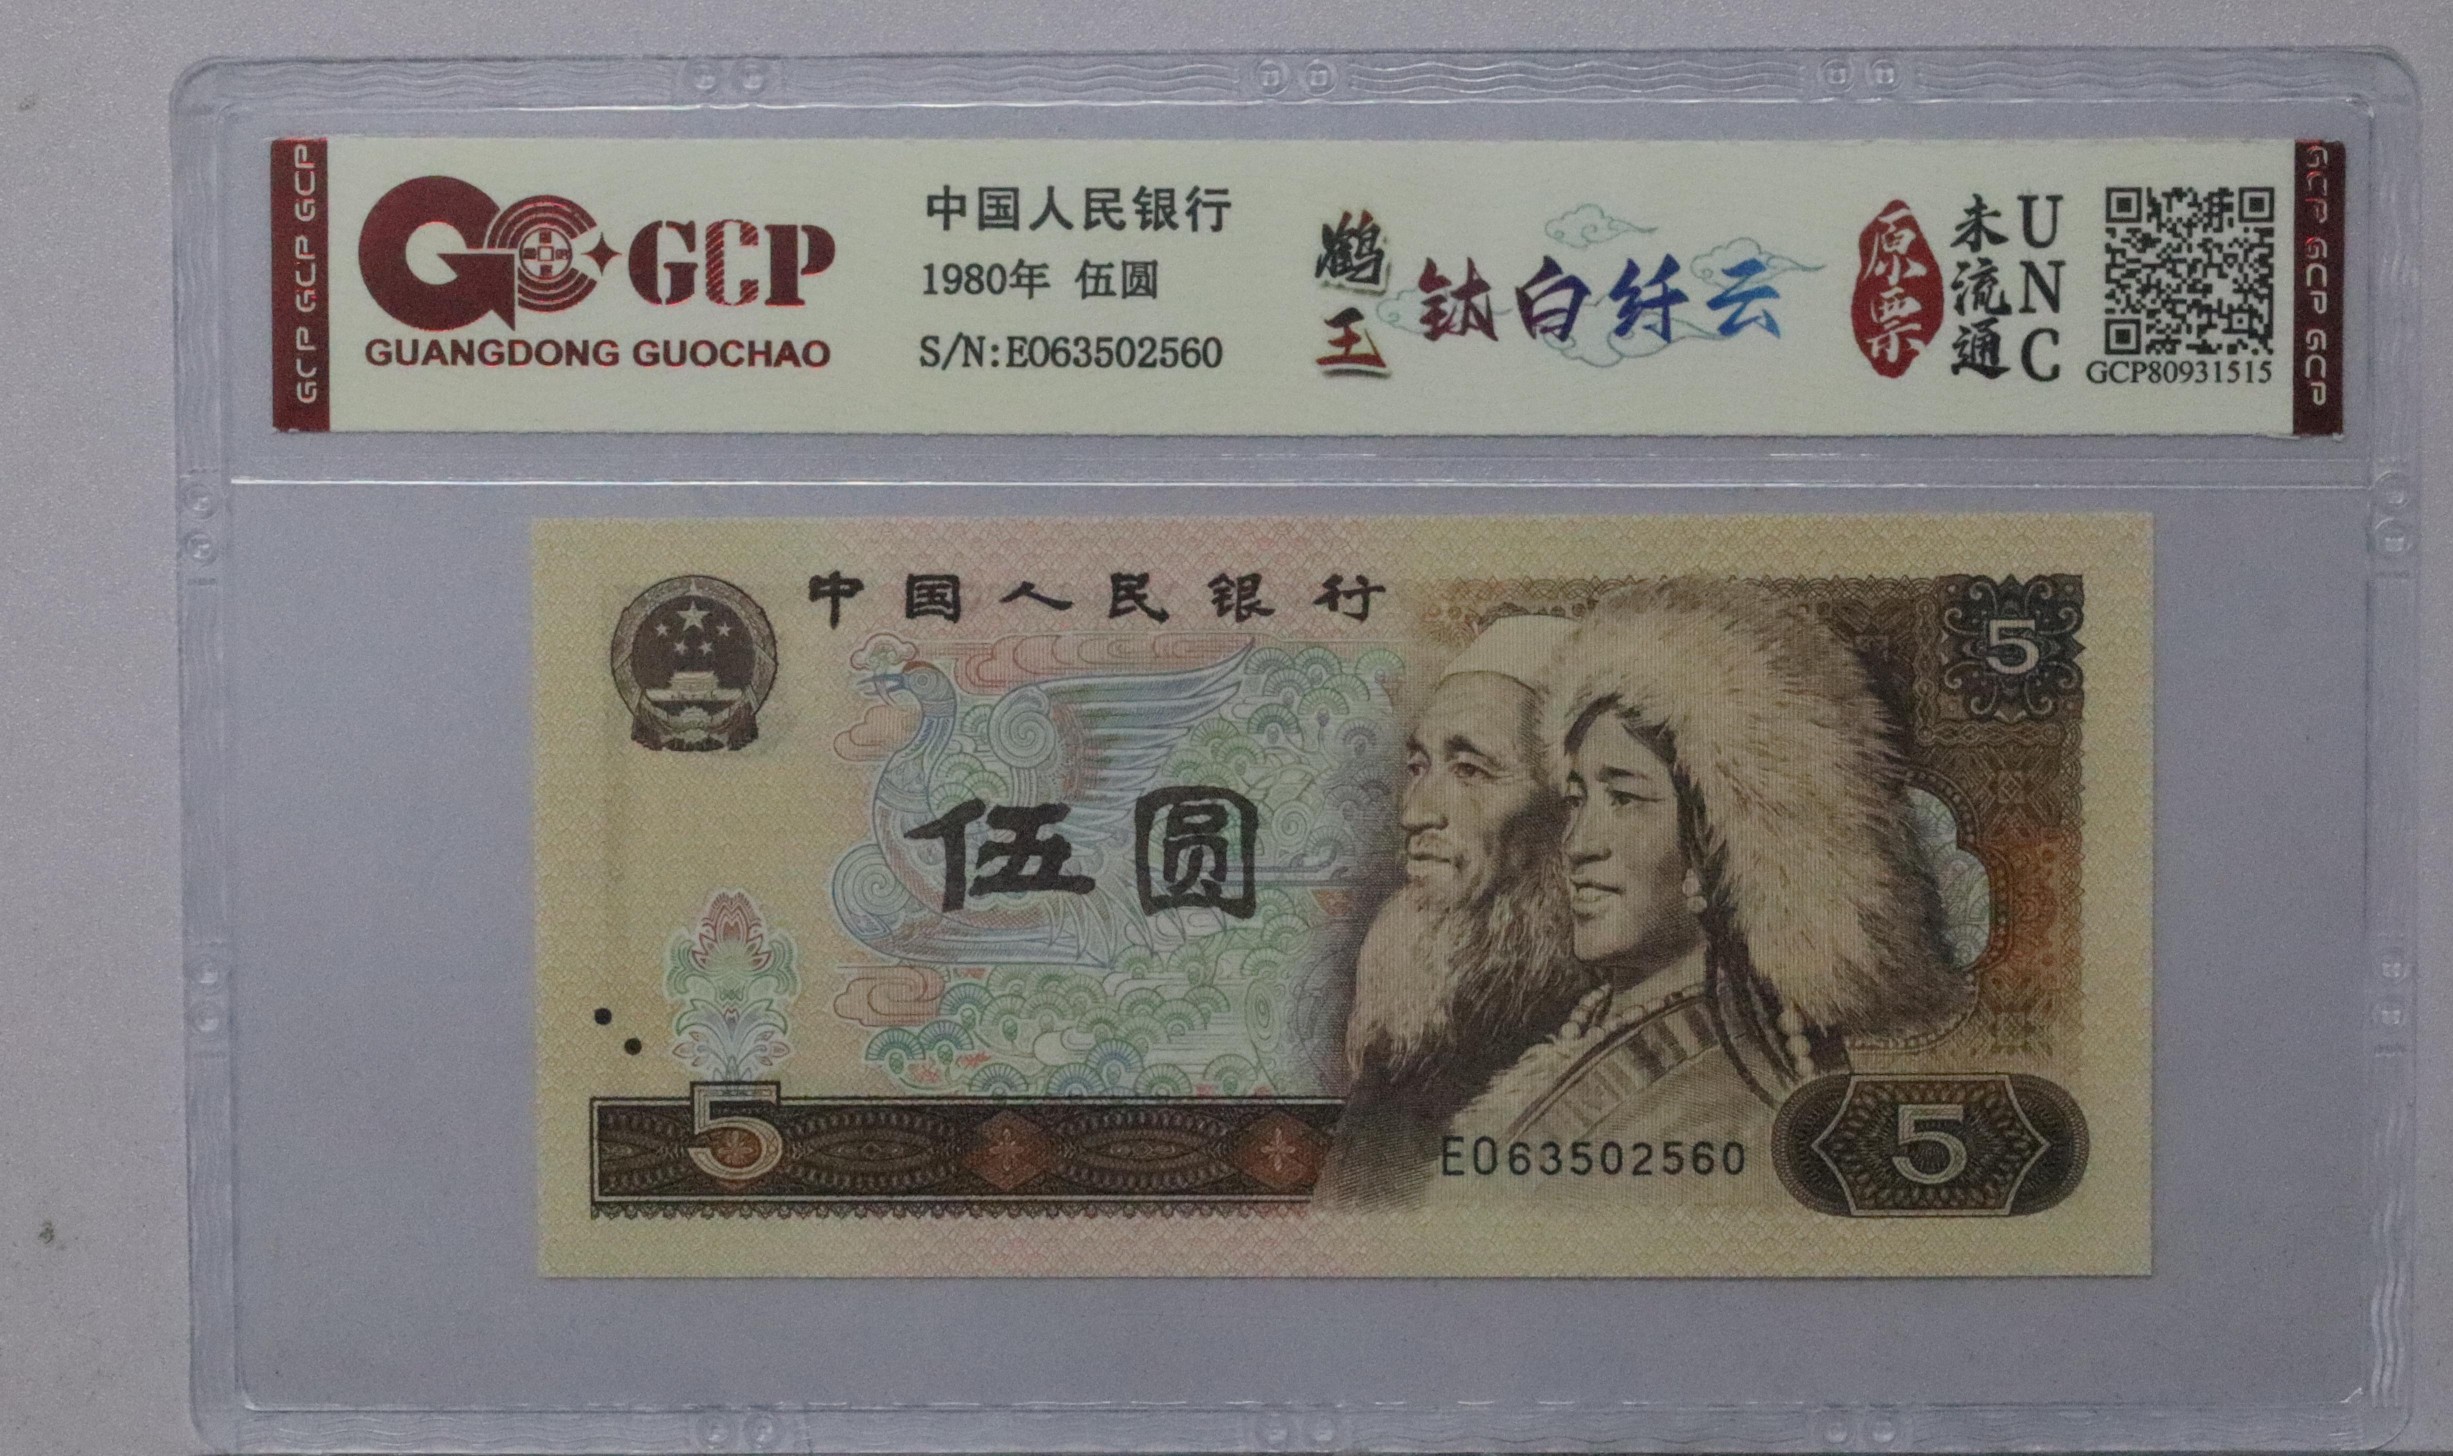 GCP GCP GCP
GCP
GUANGDONG GUOCHAO
中国人民银行
1980年 伍圆
S/N:EO63502560
鹤王
钛白纤云
原票
未流通
UNC
GCP80931515
GCP GCP GCP
中国人民银行
5
伍圆
5
EO63502560
5